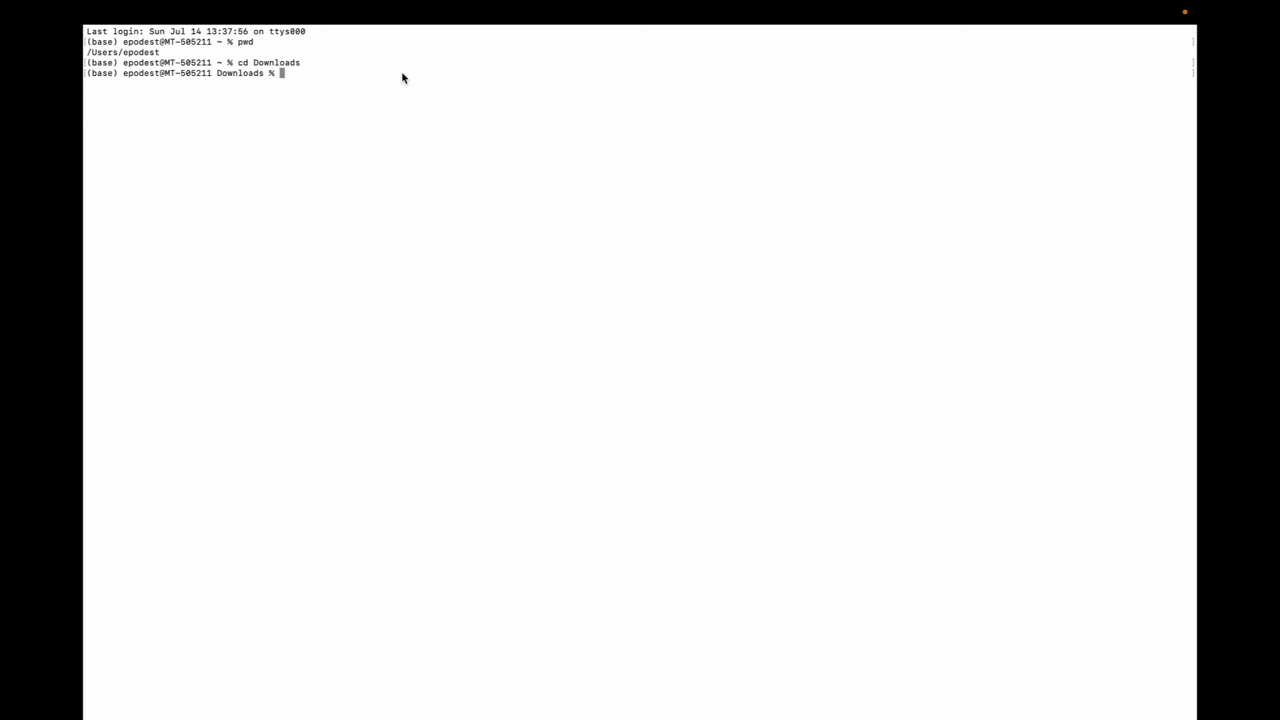 Last login: Sun Jul 14 13:37:56 on ttys000
[(base) epodest@MT-505211 ~ % pwd ]
/Users/epodest
[(base) epodest@MT-505211 ~ % cd Downloads ]
[(base) epodest@MT-505211 Downloads % ]